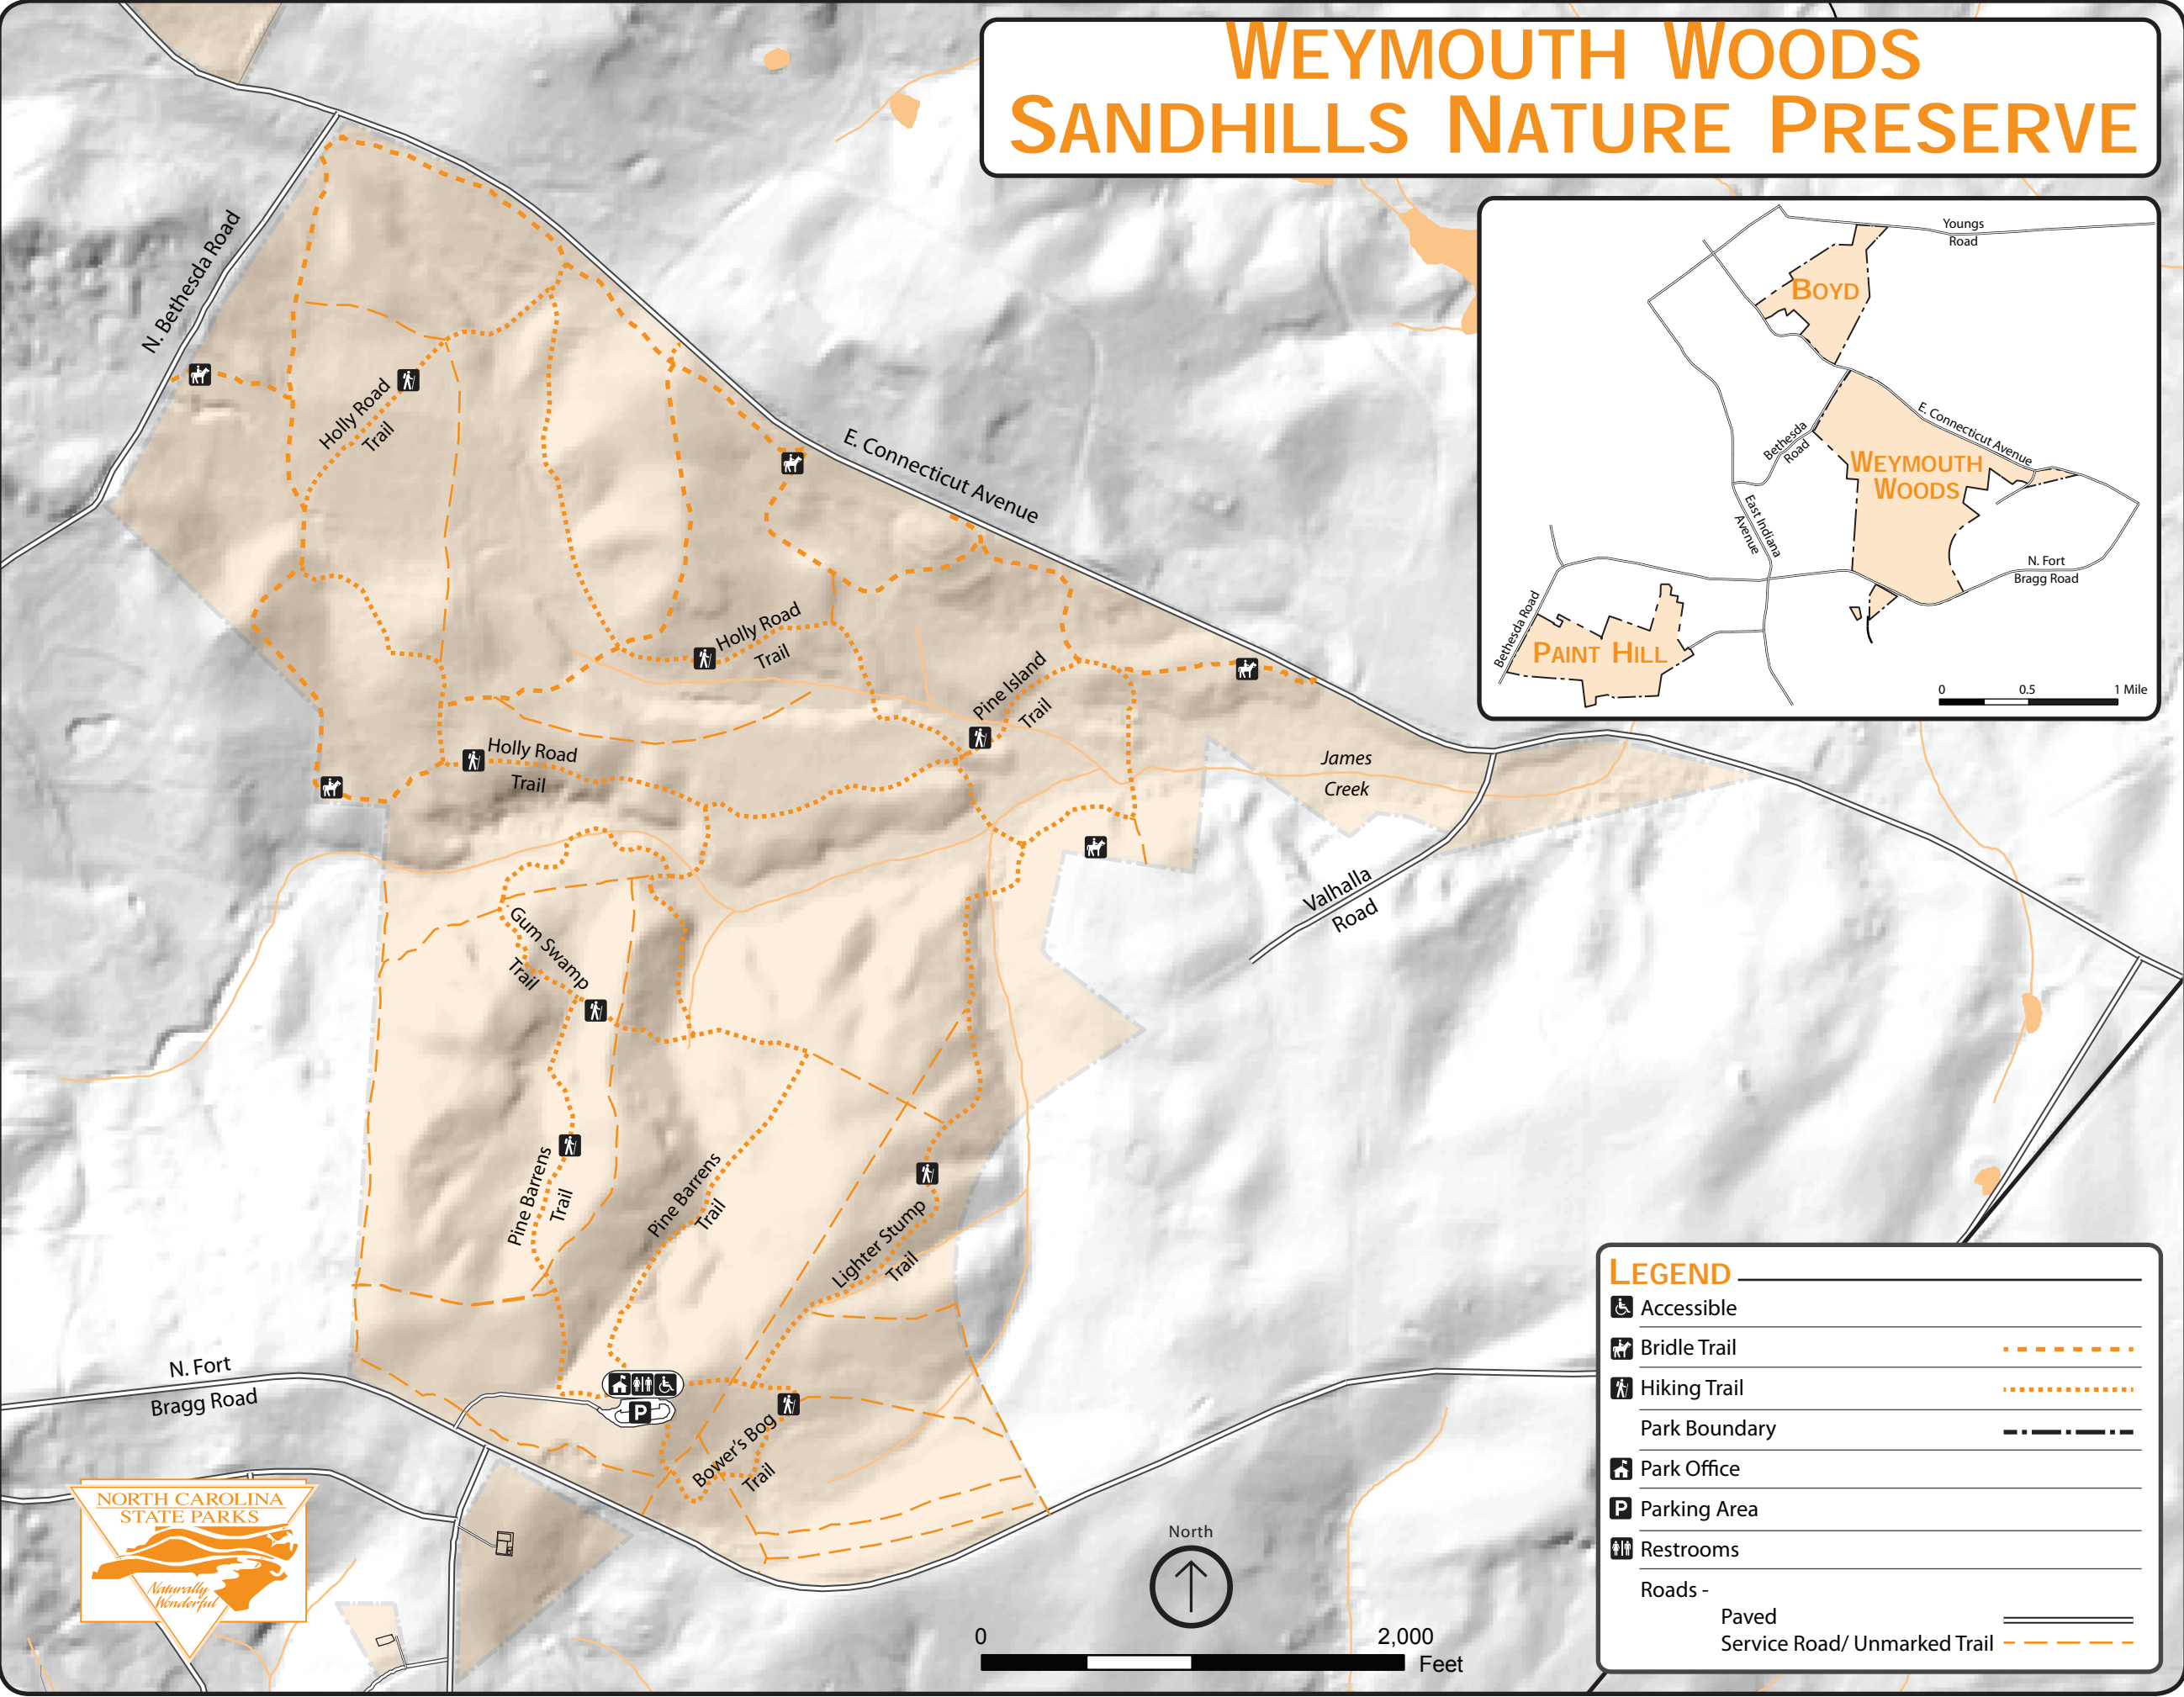 WEYMOUTH WOODS
SANDHILLS NATURE PRESERVE
Youngs
Road
BOYD
E. Connecticut Avenue
Bethesda
Road
WEYMOUTH
WOODS
East Indiana
Avenue
N. Fort
Bragg Road
Bethesda Road
PAINT HILL
0 0.5 1 Mile
N. Bethesda Road
Holly Road
Trail
E. Connecticut Avenue
Holly Road
Trail
Pine Island
Trail
Holly Road
Trail
James
Creek
Valhalla
Road
Gum Swamp
Trail
Pine Barrens
Trail
Pine Barrens
Trail
Lighter Stump
Trail
N. Fort
Bragg Road
P
Bower's Bog
Trail
NORTH CAROLINA
STATE PARKS
Naturally
Wonderful
North
0 2,000
Feet
LEGEND
Accessible
Bridle Trail
Hiking Trail
Park Boundary
Park Office
P Parking Area
Restrooms
Roads -
Paved
Service Road/ Unmarked Trail